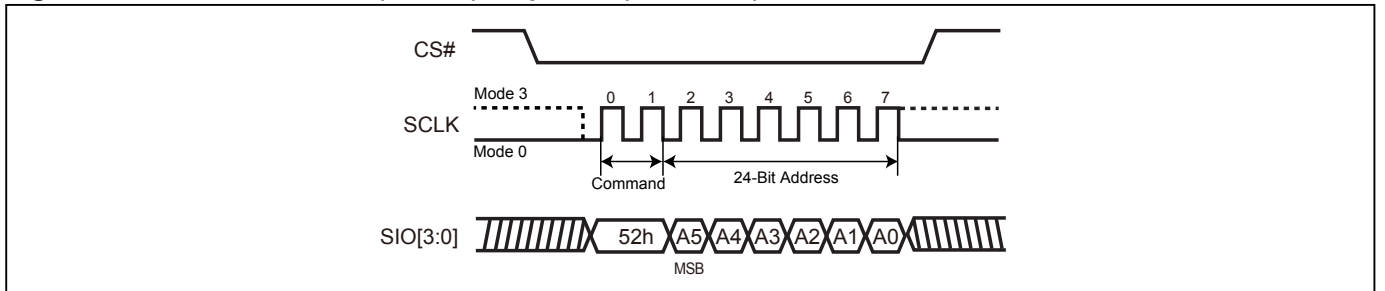 CS#
Mode 3
0 1 2 3 4 5 6 7
SCLK
Mode 0
Command
24-Bit Address
SIO[3:0]
52h A5 A4 A3 A2 A1 A0
MSB